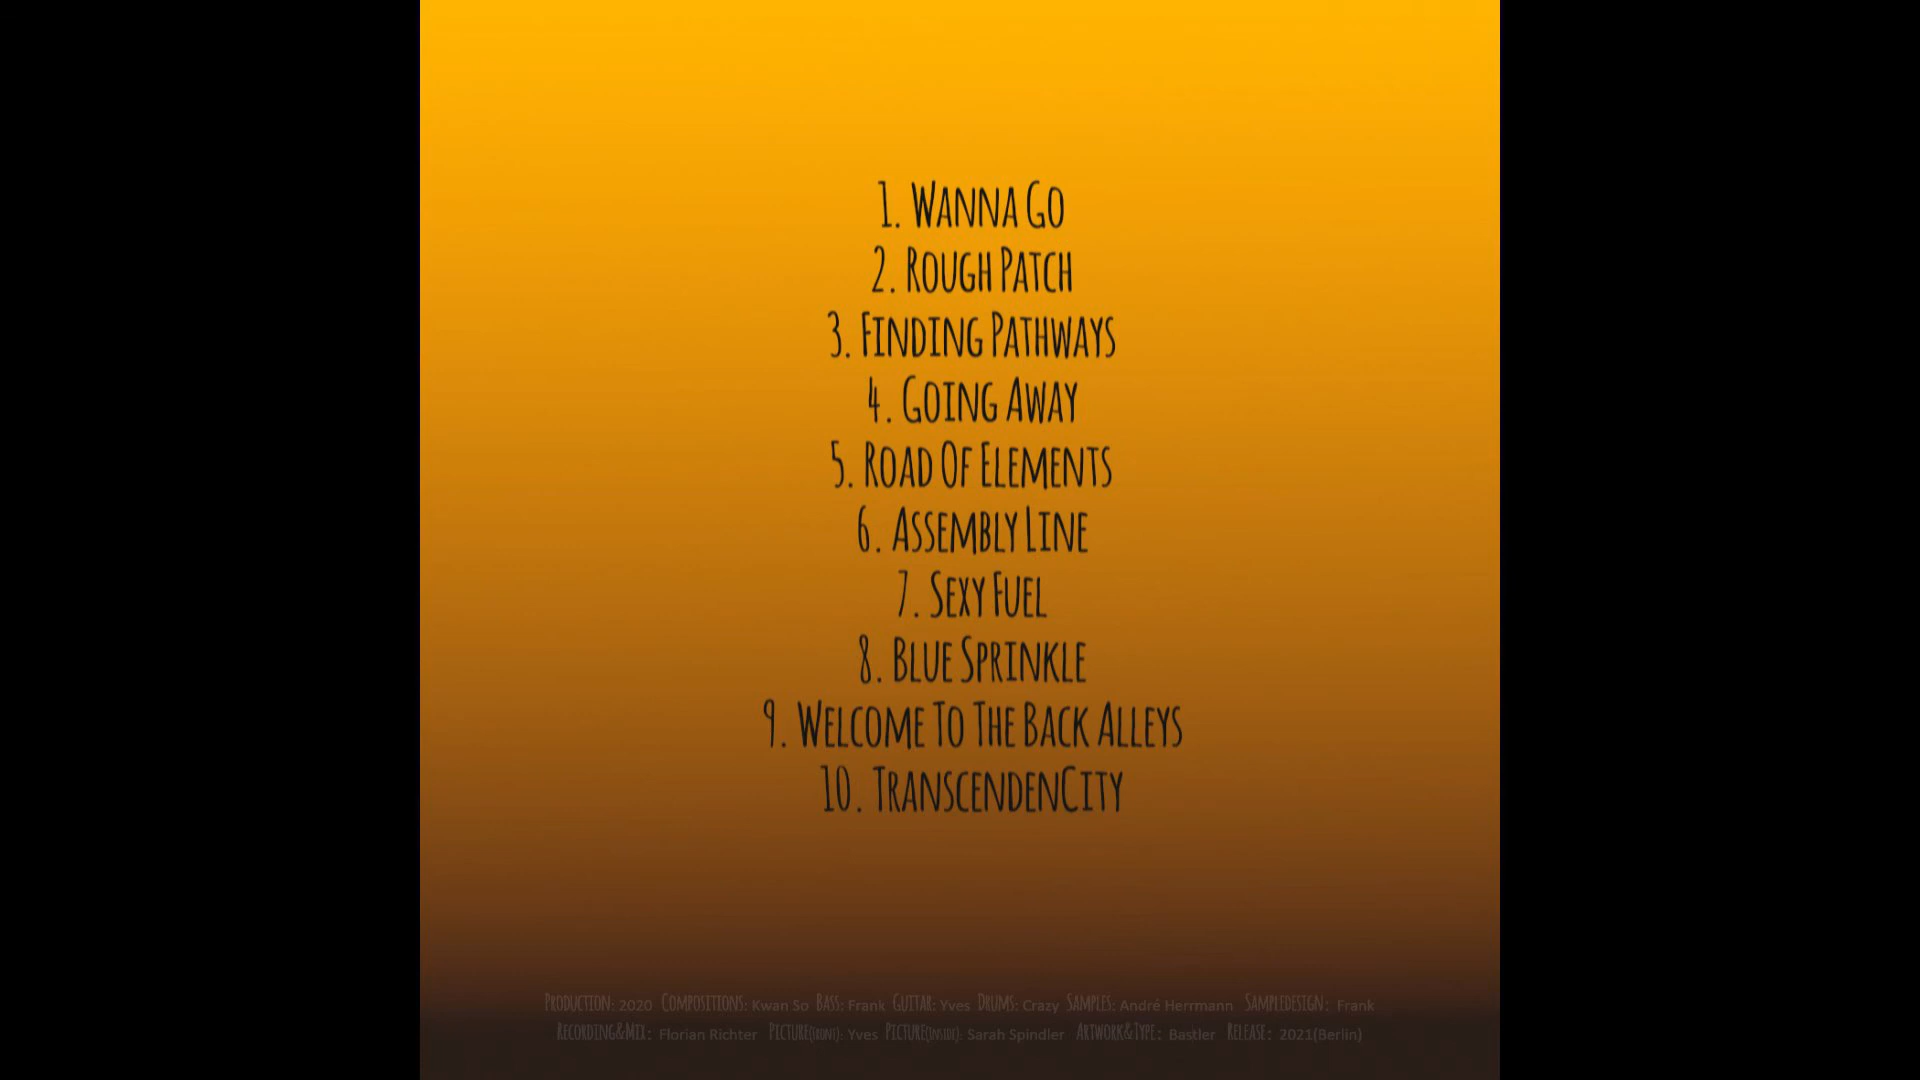 1. Wanna Go
2. Rough Patch
3. Finding Pathways
4. Going Away
5. Road Of Elements
6. Assembly Line
7. Sexy Fuel
8. Blue Sprinkle
9. Welcome To The Back Alleys
10. TranscendenCity
Production: 2020 Compositions: Kwan So Bass: Frank Guitar: Yves Drums: Crazy Samples: André Herrmann Sampledesign: Frank
Recording&Mix: Florian Richter Picture(front): Yves Picture(inside): Sarah Spindler Artwork&Type: Bastler Release: 2021(Berlin)